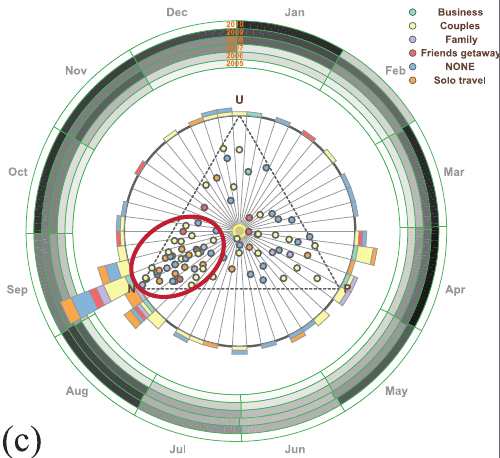 Dec
Jan
Nov
Feb
Oct
Mar
Sep
Apr
Aug
May
Jul
Jun
2010
2009
2008
2007
2006
2005
U
N
P
Business
Couples
Family
Friends getaway
NONE
Solo travel
(c)